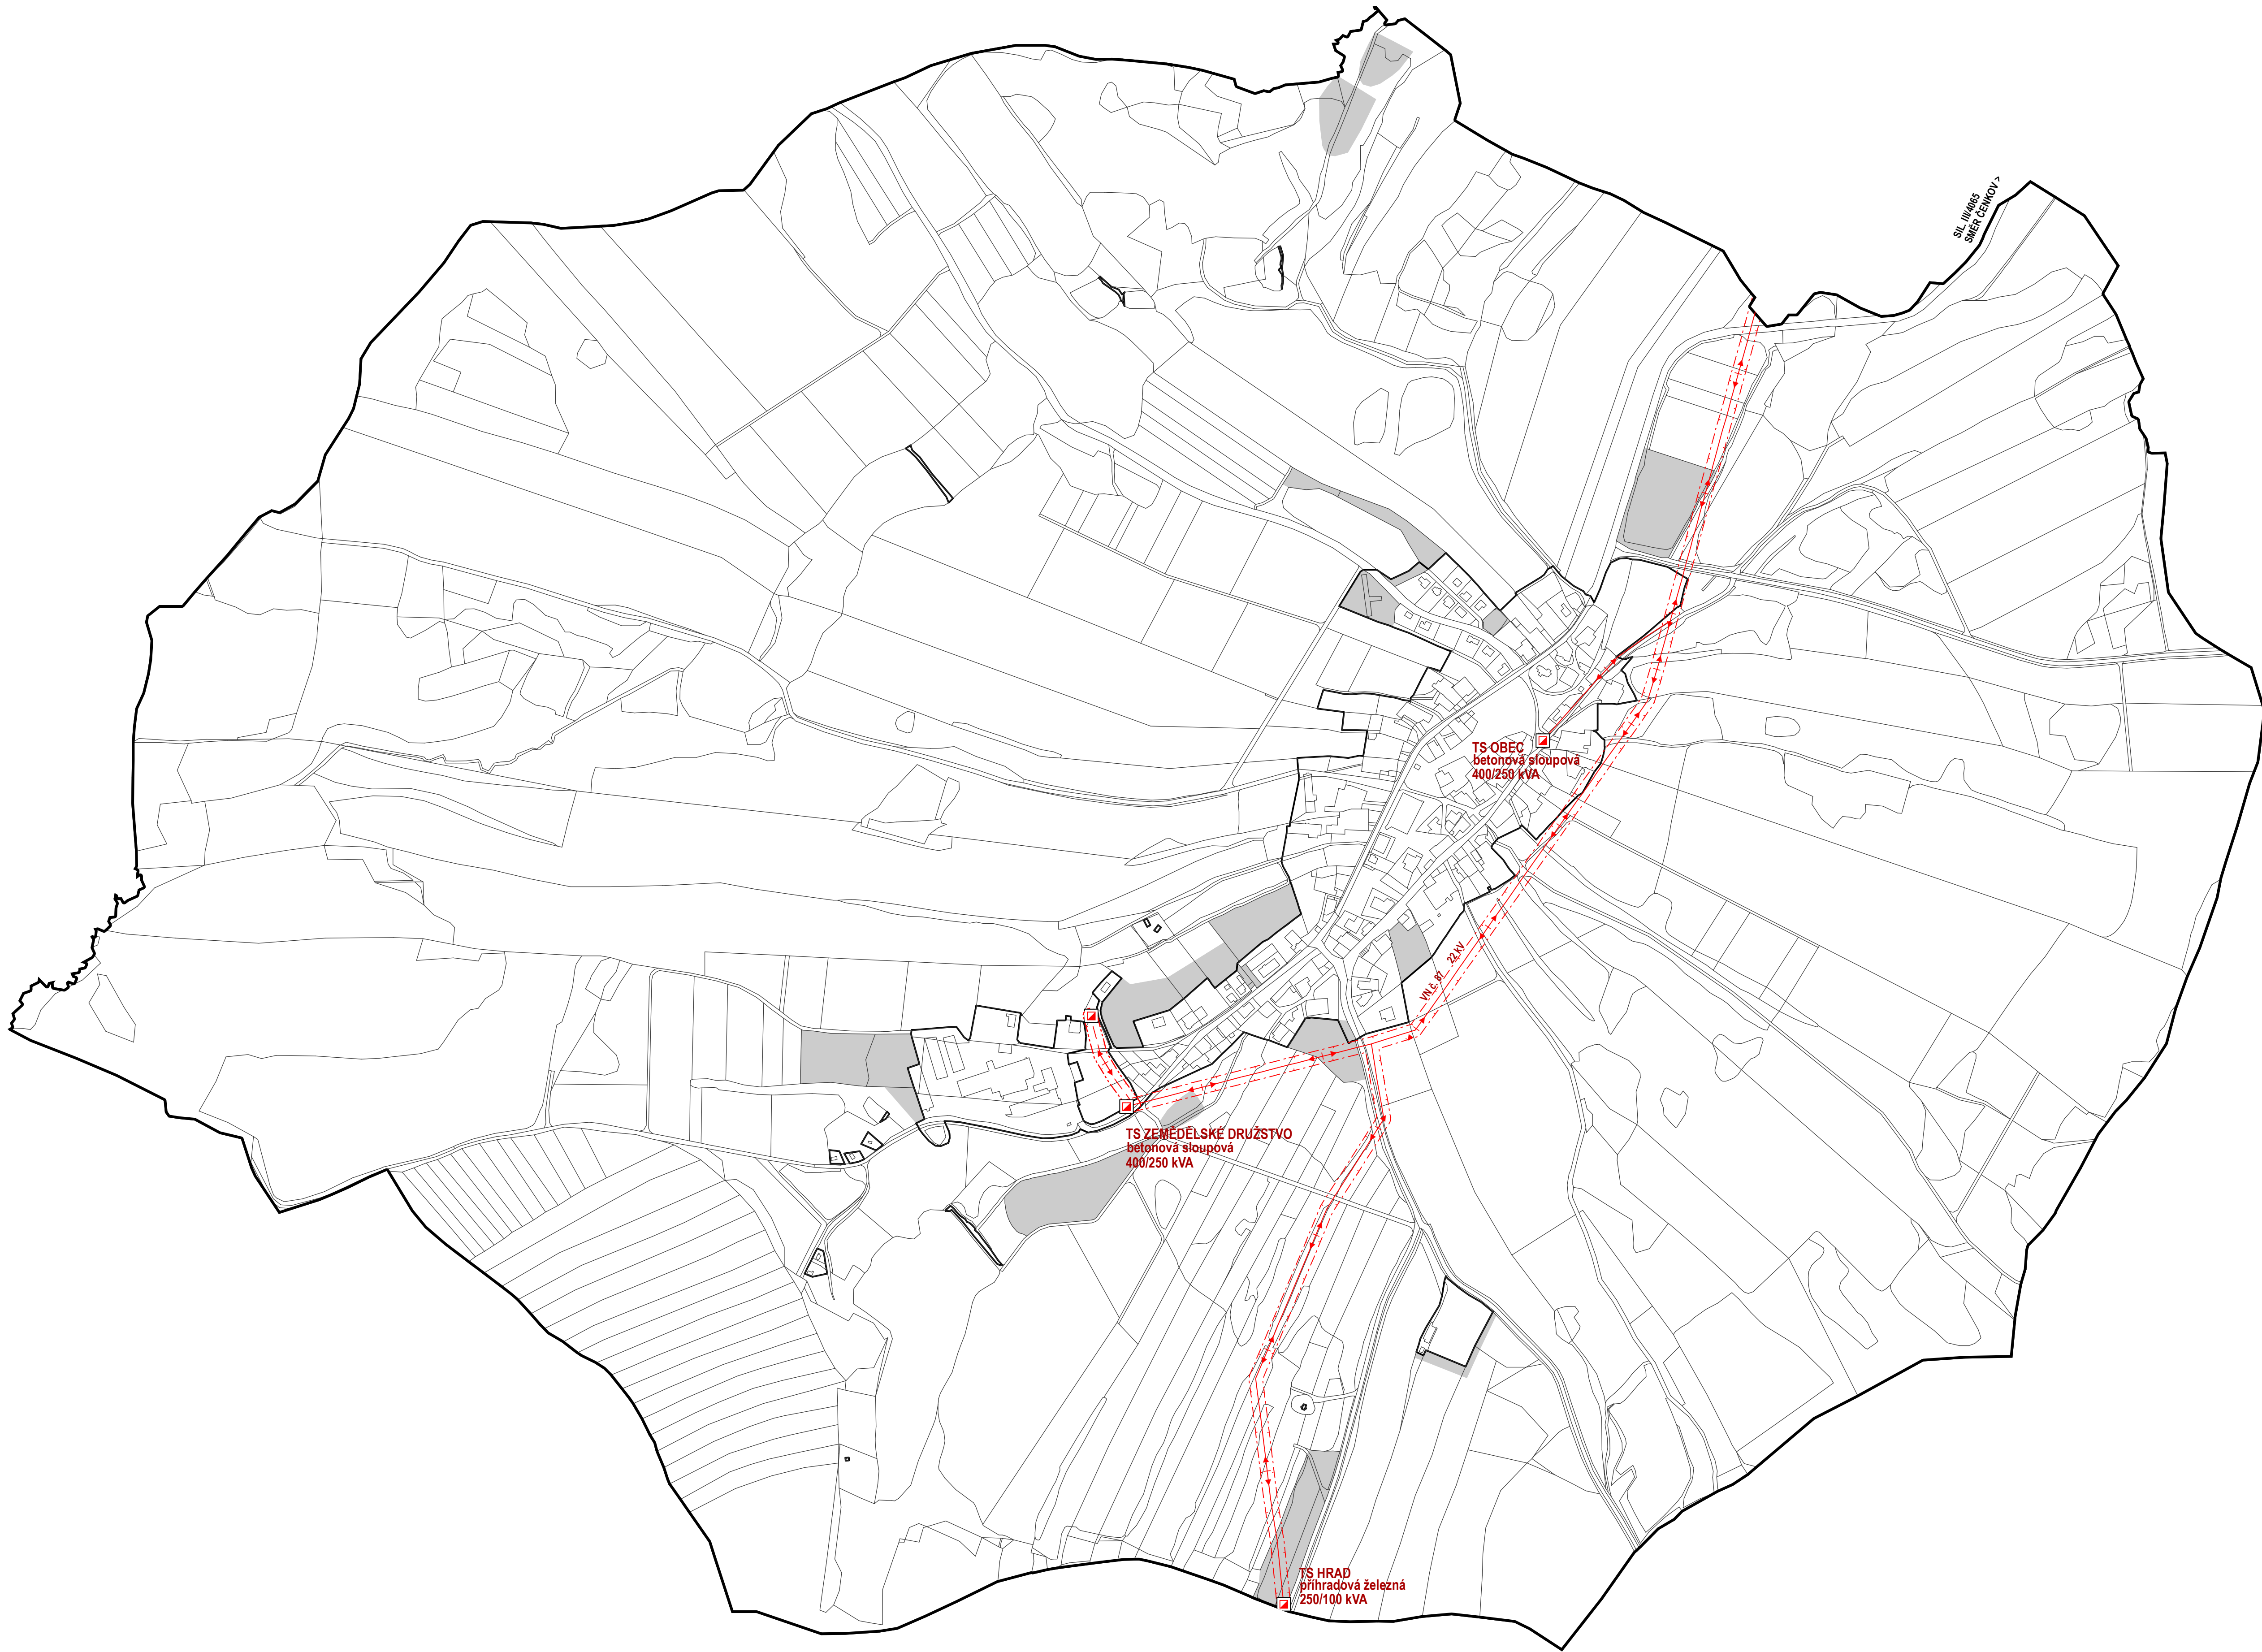 SIL. III/4065
SMĚR ČENKOV >
TS OBEC
betonová sloupová
400/250 kVA
VN č. 87 22 kV
TS ZEMĚDĚLSKÉ DRUŽSTVO
betonová sloupová
400/250 kVA
TS HRAD
příhradová železná
250/100 kVA